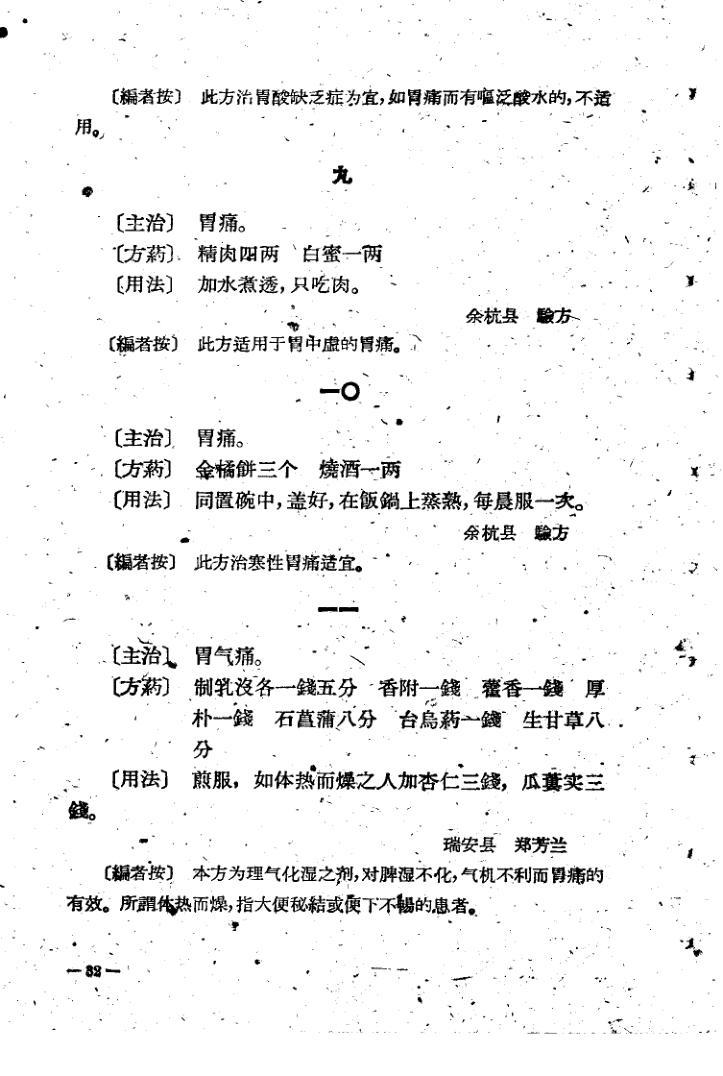 〔編者按〕 此方治胃酸缺乏症为宜,如胃痛而有嘔泛酸水的,不适
用。
九
〔主治〕 胃痛。
〔方葯〕 精肉四两 白蜜一两
〔用法〕 加水煮透,只吃肉。
余杭县 驗方
〔編者按〕 此方适用于胃中虛的胃痛。
一〇
〔主治〕 胃痛。
〔方葯〕 金橘餅三个 燒酒一两
〔用法〕 同置碗中,盖好,在飯鍋上蒸熟,每晨服一次。
余杭县 驗方
〔編者按〕 此方治寒性胃痛适宜。
一一
〔主治〕 胃气痛。
〔方葯〕 制乳沒各一錢五分 香附一錢 藿香一錢 厚
朴一錢 石菖蒲八分 台烏葯一錢 生甘草八
分
〔用法〕 煎服，如体热而燥之人加杏仁三錢，瓜蔞实三
錢。
瑞安县 郑芳兰
〔編者按〕 本方为理气化湿之剂,对脾湿不化,气机不利而胃痛的
有效。所謂体热而燥,指大便秘結或便下不暢的患者。
— 32 —